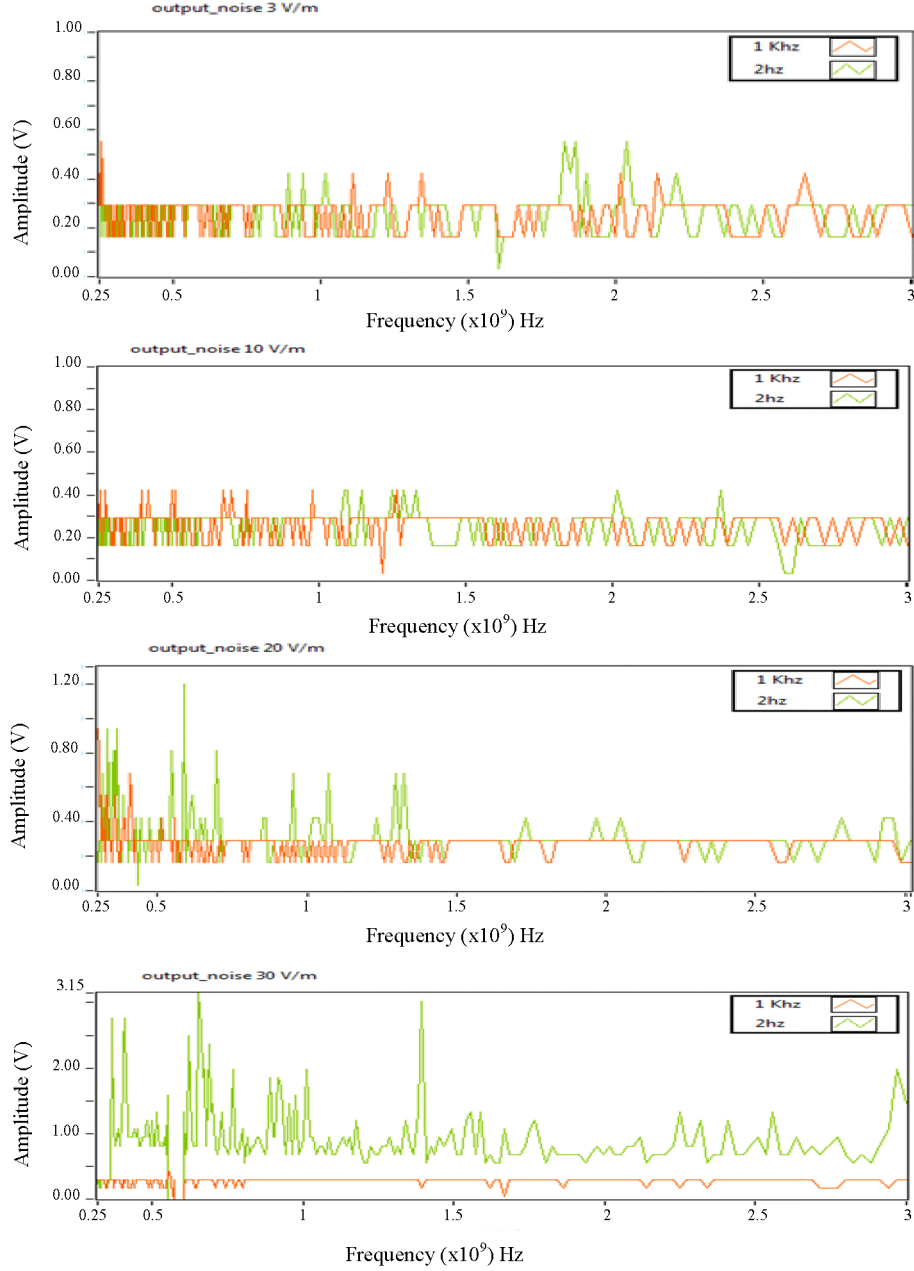 output_noise 3 V/m
1 Khz
2hz
Amplitude (V)
1.00
0.80
0.60
0.40
0.20
0.00
0.25 0.5 1 1.5 2 2.5 3
Frequency (x10⁹) Hz
output_noise 10 V/m
1 Khz
2hz
Amplitude (V)
1.00
0.80
0.60
0.40
0.20
0.00
0.25 0.5 1 1.5 2 2.5 3
Frequency (x10⁹) Hz
output_noise 20 V/m
1 Khz
2hz
Amplitude (V)
1.20
0.80
0.40
0.00
0.25 0.5 1 1.5 2 2.5 3
Frequency (x10⁹) Hz
output_noise 30 V/m
1 Khz
2hz
Amplitude (V)
3.15
2.00
1.00
0.00
0.25 0.5 1 1.5 2 2.5 3
Frequency (x10⁹) Hz